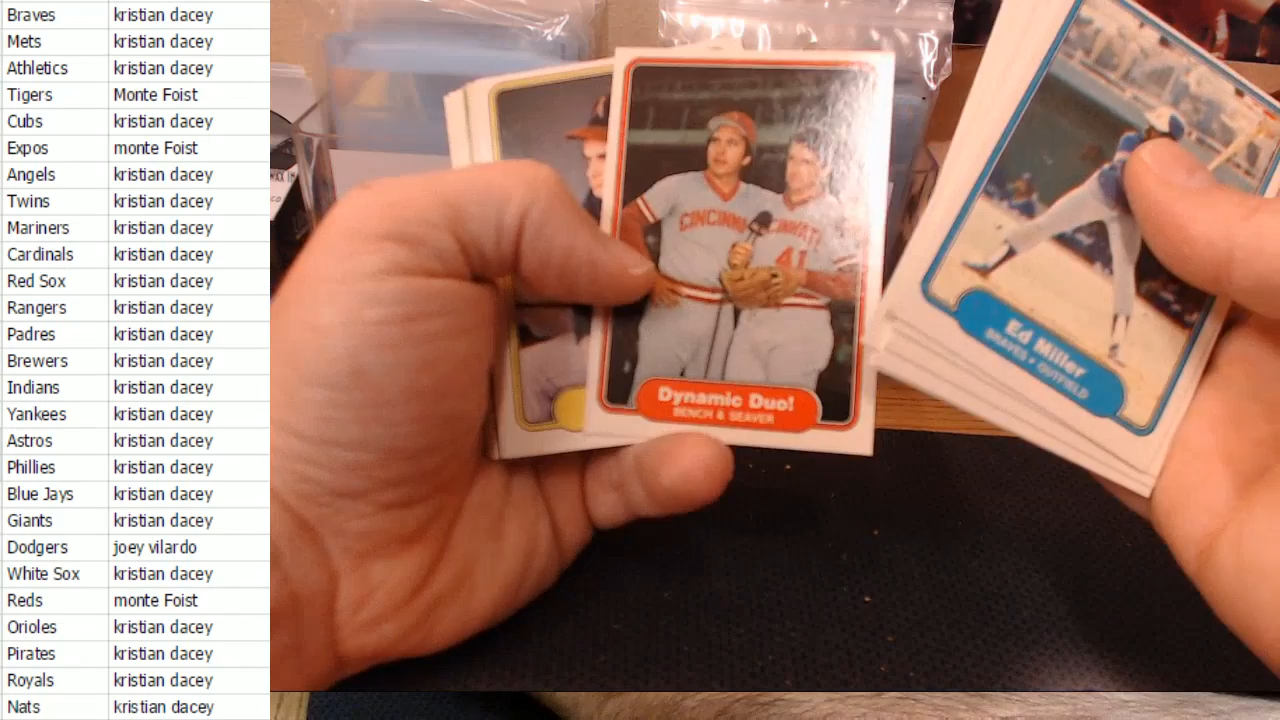 Braves kristian dacey
Mets kristian dacey
Athletics kristian dacey
Tigers Monte Foist
Cubs kristian dacey
Expos monte Foist
Angels kristian dacey
Twins kristian dacey
Mariners kristian dacey
Cardinals kristian dacey
Red Sox kristian dacey
Rangers kristian dacey
Padres kristian dacey
Brewers kristian dacey
Indians kristian dacey
Yankees kristian dacey
Astros kristian dacey
Phillies kristian dacey
Blue Jays kristian dacey
Giants kristian dacey
Dodgers joey vilardo
White Sox kristian dacey
Reds monte Foist
Orioles kristian dacey
Pirates kristian dacey
Royals kristian dacey
Nats kristian dacey
41
Dynamic Duo!
BENCH & SEAVER
Ed Miller
BRAVES • OUTFIELD